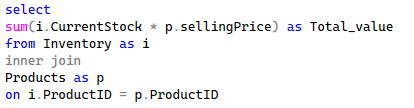 select
sum(i.CurrentStock * p.sellingPrice) as Total_value
from Inventory as i
inner join
Products as p
on i.ProductID = p.ProductID